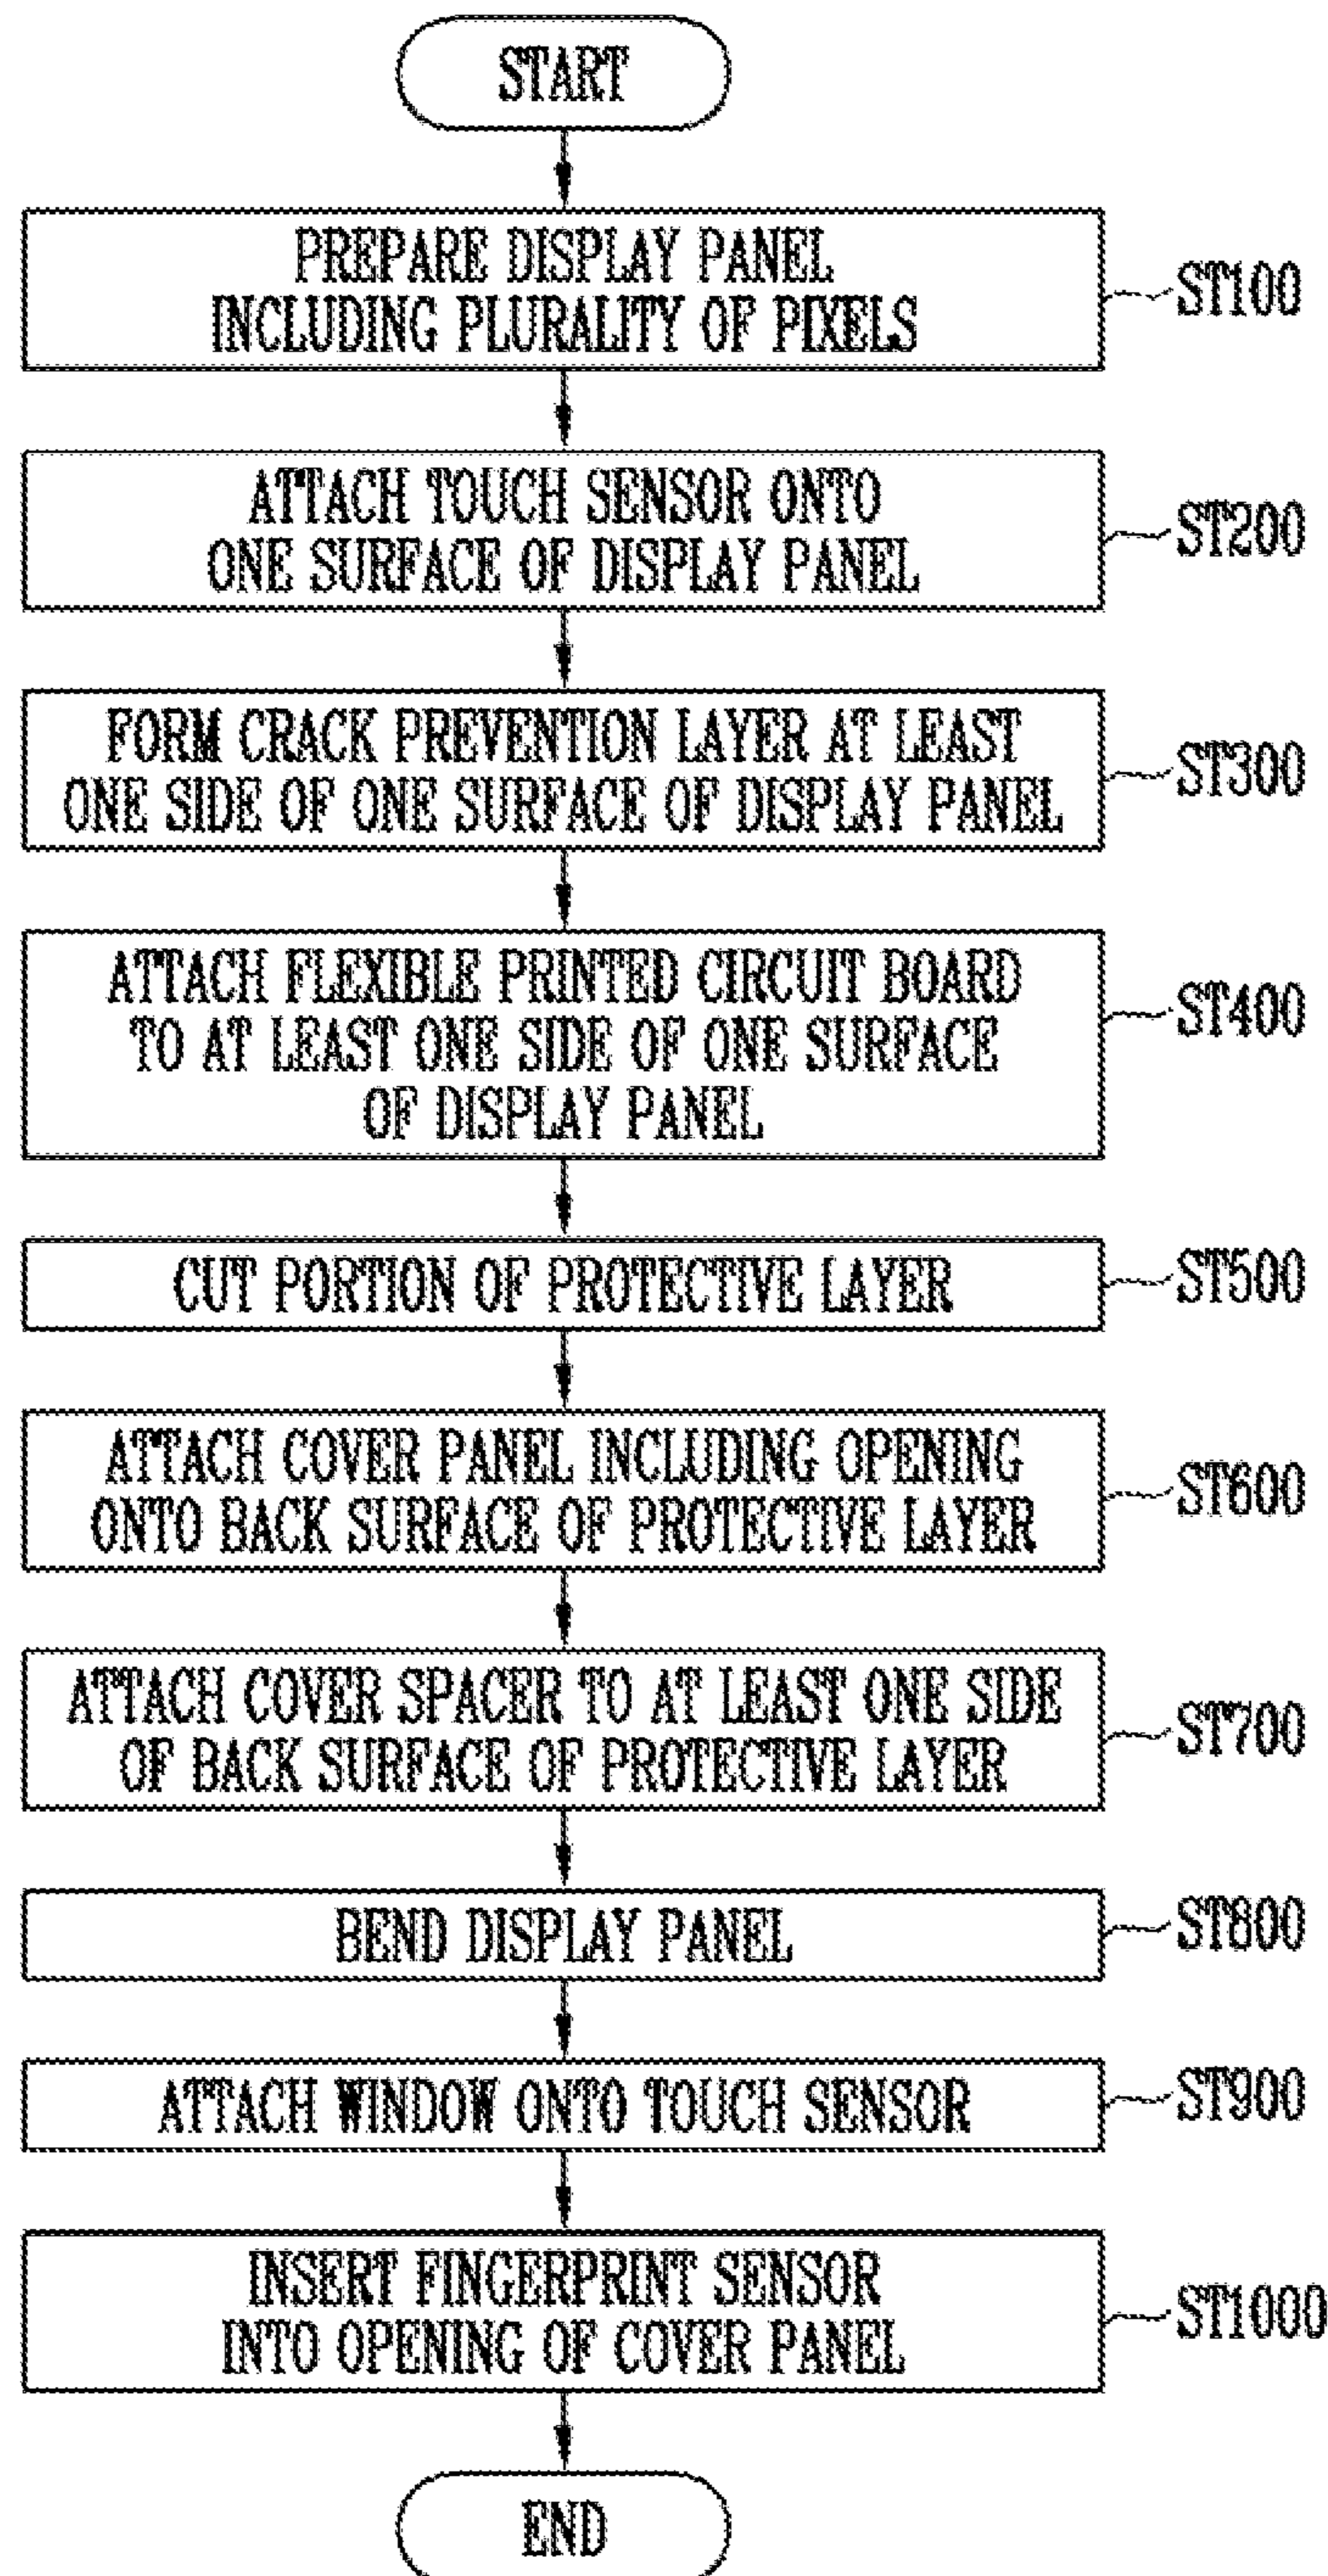 START
PREPARE DISPLAY PANEL
INCLUDING PLURALITY OF PIXELS
ST100
ATTACH TOUCH SENSOR ONTO
ONE SURFACE OF DISPLAY PANEL
ST200
FORM CRACK PREVENTION LAYER AT LEAST
ONE SIDE OF ONE SURFACE OF DISPLAY PANEL
ST300
ATTACH FLEXIBLE PRINTED CIRCUIT BOARD
TO AT LEAST ONE SIDE OF ONE SURFACE
OF DISPLAY PANEL
ST400
CUT PORTION OF PROTECTIVE LAYER
ST500
ATTACH COVER PANEL INCLUDING OPENING
ONTO BACK SURFACE OF PROTECTIVE LAYER
ST600
ATTACH COVER SPACER TO AT LEAST ONE SIDE
OF BACK SURFACE OF PROTECTIVE LAYER
ST700
BEND DISPLAY PANEL
ST800
ATTACH WINDOW ONTO TOUCH SENSOR
ST900
INSERT FINGERPRINT SENSOR
INTO OPENING OF COVER PANEL
ST1000
END